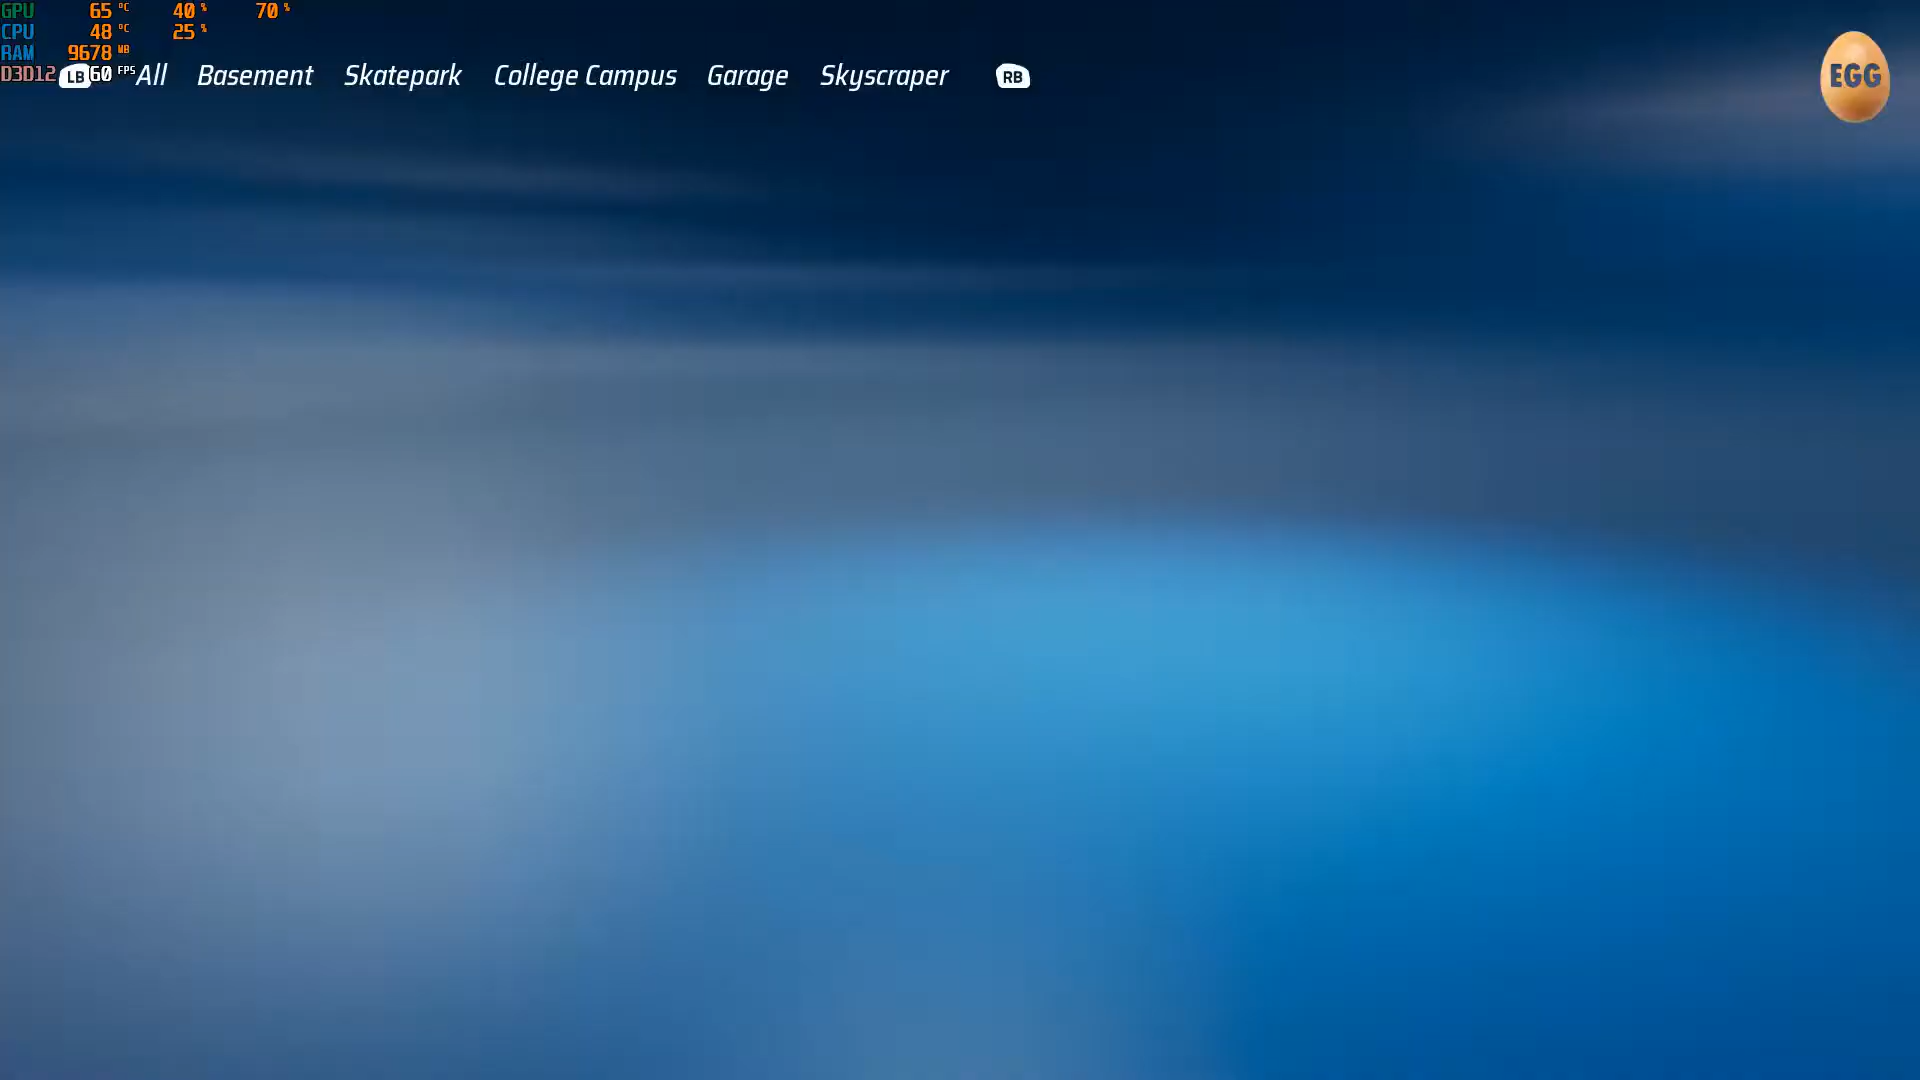 GPU 65 °C 40 % 70 %
CPU 48 °C 25 %
RAM 9678 MB
D3D12 60 FPS
LB All Basement Skatepark College Campus Garage Skyscraper RB
EGG